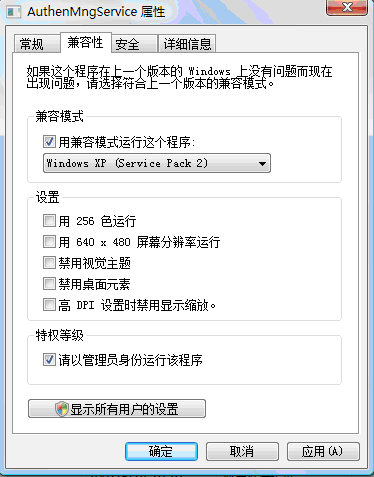 AuthenMngService 属性
常规 兼容性 安全 详细信息
如果这个程序在上一个版本的 Windows 上没有问题而现在
出现问题，请选择符合上一个版本的兼容模式。
兼容模式
用兼容模式运行这个程序:
Windows XP (Service Pack 2)
设置
用 256 色运行
用 640 x 480 屏幕分辨率运行
禁用视觉主题
禁用桌面元素
高 DPI 设置时禁用显示缩放。
特权等级
请以管理员身份运行该程序
显示所有用户的设置
确定 取消 应用(A)